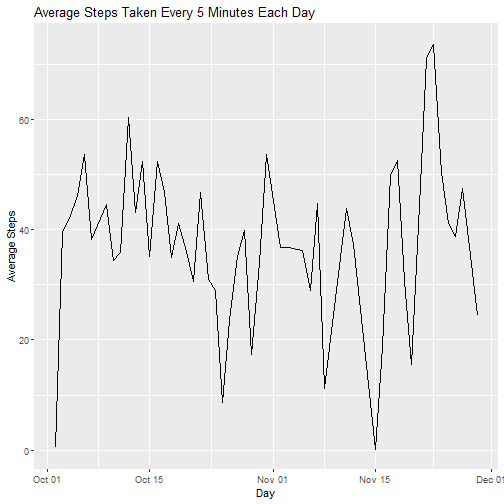 Average Steps Taken Every 5 Minutes Each Day
Average Steps
60
40
20
0
Oct 01 Oct 15 Nov 01 Nov 15 Dec 01
Day